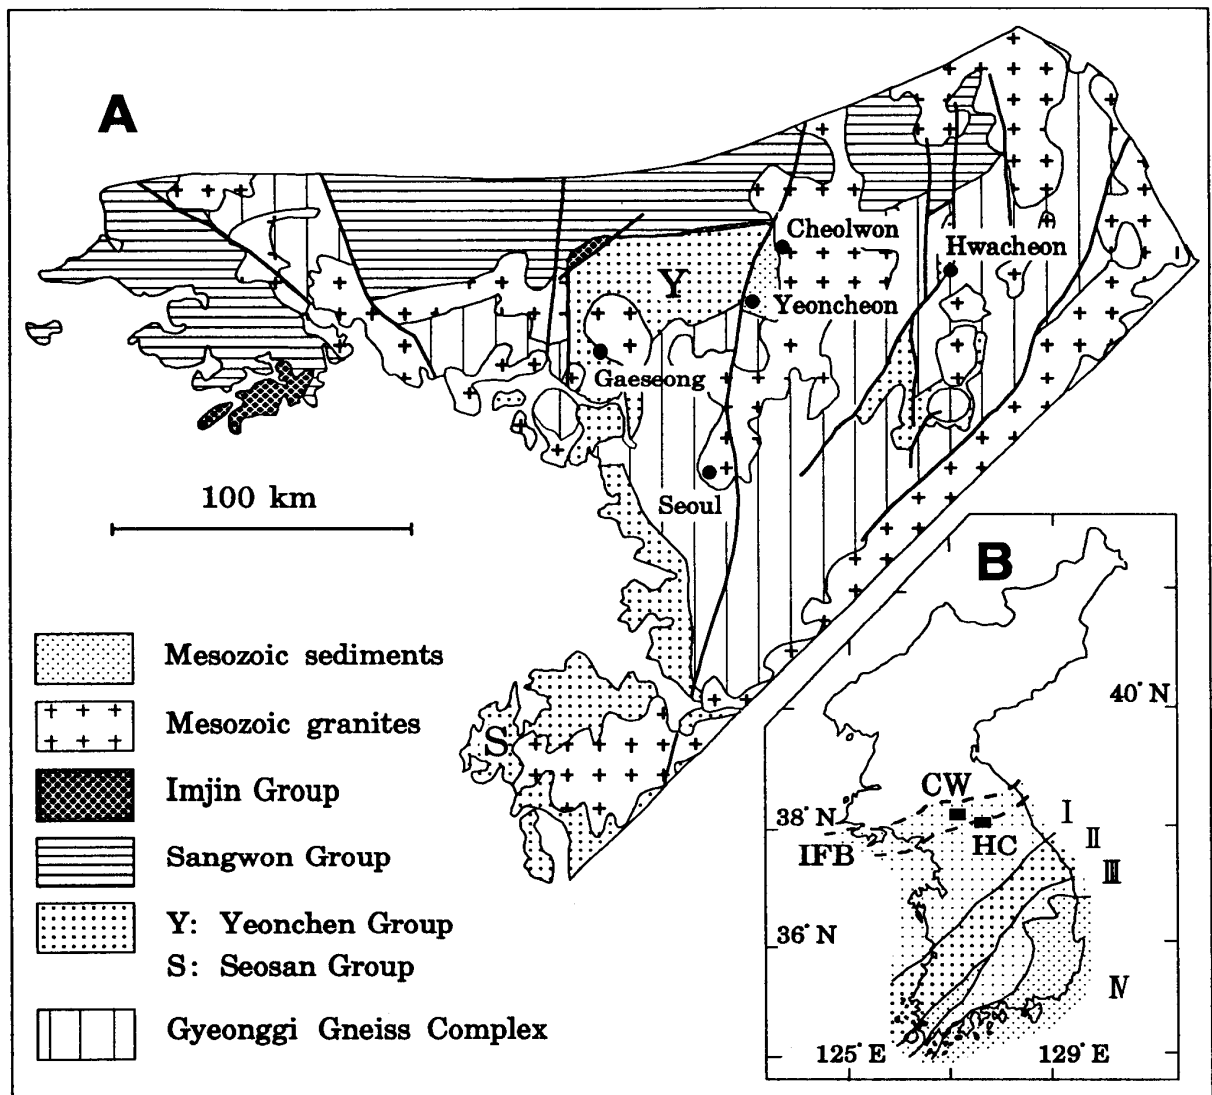 A
Cheolwon
Hwacheon
Y
Yeoncheon
Gaeseong
Seoul
100 km
S
Mesozoic sediments
Mesozoic granites
Imjin Group
Sangwon Group
Y: Yeonchen Group
S: Seosan Group
Gyeonggi Gneiss Complex
B
40° N
CW
38° N
I
IFB
HC
II
III
36° N
IV
125° E
129° E